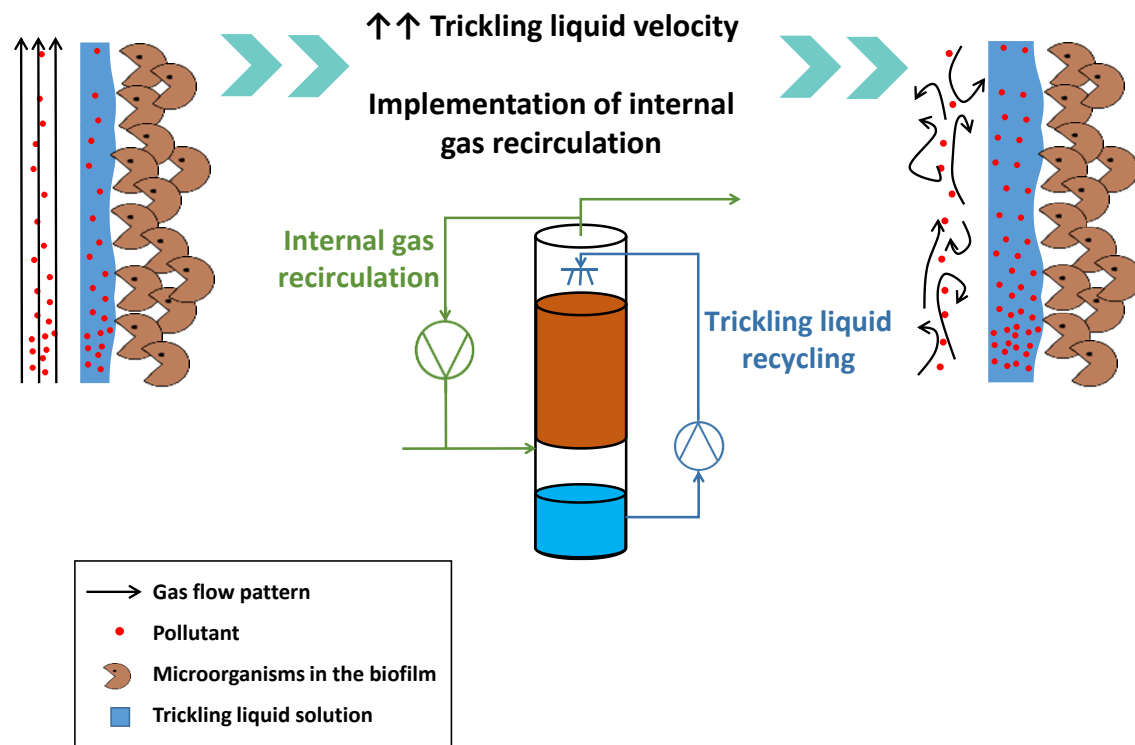 ↑↑ Trickling liquid velocity
Implementation of internal
gas recirculation
Internal gas
recirculation
Trickling liquid
recycling
Gas flow pattern
Pollutant
Microorganisms in the biofilm
Trickling liquid solution